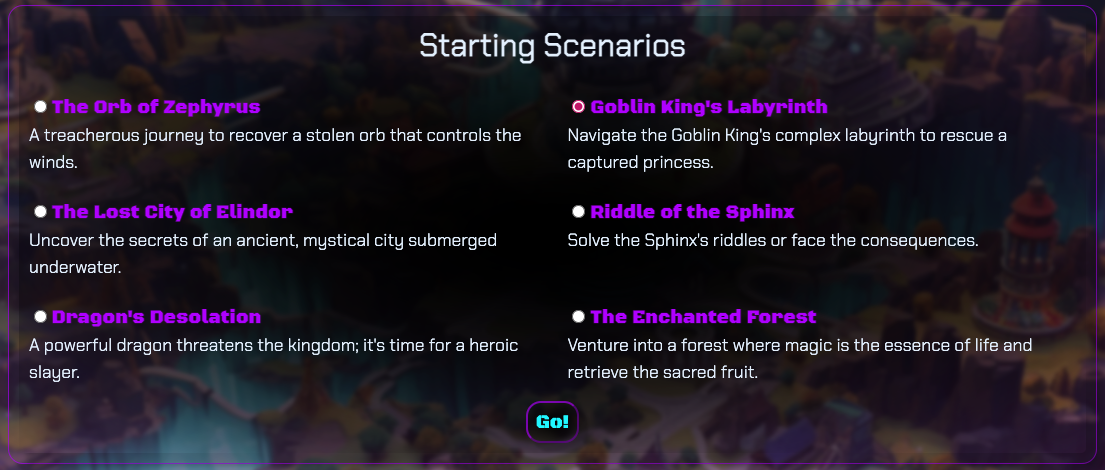 Starting Scenarios
The Orb of Zephyrus
A treacherous journey to recover a stolen orb that controls the
winds.
Goblin King's Labyrinth
Navigate the Goblin King's complex labyrinth to rescue a
captured princess.
The Lost City of Elindor
Uncover the secrets of an ancient, mystical city submerged
underwater.
Riddle of the Sphinx
Solve the Sphinx's riddles or face the consequences.
Dragon's Desolation
A powerful dragon threatens the kingdom; it's time for a heroic
slayer.
The Enchanted Forest
Venture into a forest where magic is the essence of life and
retrieve the sacred fruit.
Go!